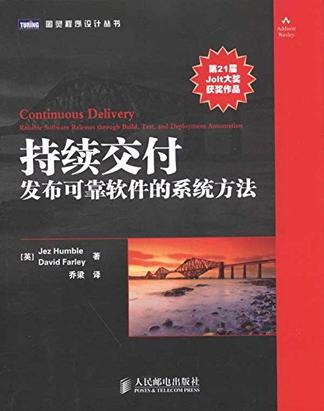 TURING
图灵程序设计丛书
Addison
Wesley
第21届
Jolt大奖
获奖作品
Continuous Delivery
Reliable Software Releases through Build, Test, and Deployment Automation
持续交付
发布可靠软件的系统方法
[英] Jez Humble 著
David Farley
乔梁 译
人民邮电出版社
POSTS & TELECOM PRESS